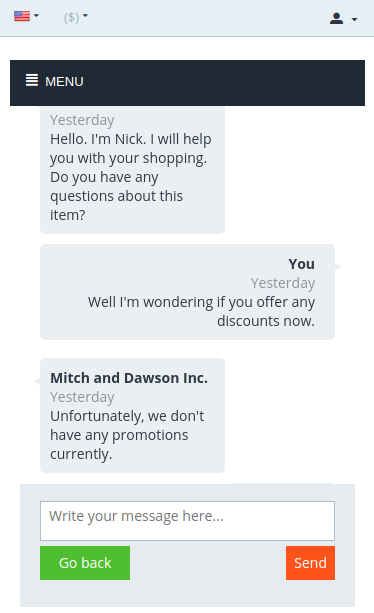 ($)
MENU
Yesterday
Hello. I'm Nick. I will help
you with your shopping.
Do you have any
questions about this
item?
You
Yesterday
Well I'm wondering if you offer any
discounts now.
Mitch and Dawson Inc.
Yesterday
Unfortunately, we don't
have any promotions
currently.
Write your message here...
Go back
Send